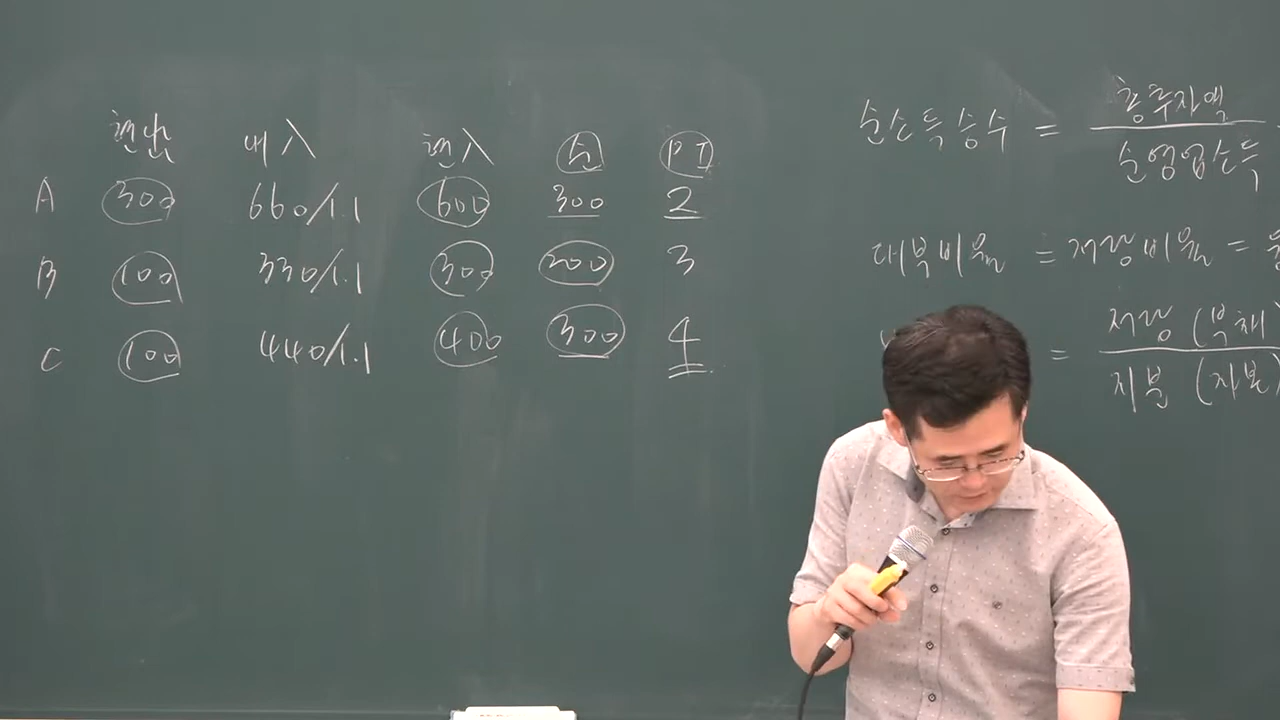 현出 내入 현入 순 PI
A 300 660/1.1 600 300 2
B 100 330/1.1 300 200 3
C 100 440/1.1 400 300 4
순소득승수 = 총투자액
순영업소득
대부비율 = 저당비율 =
= 저당 (부채
지분 (자본)